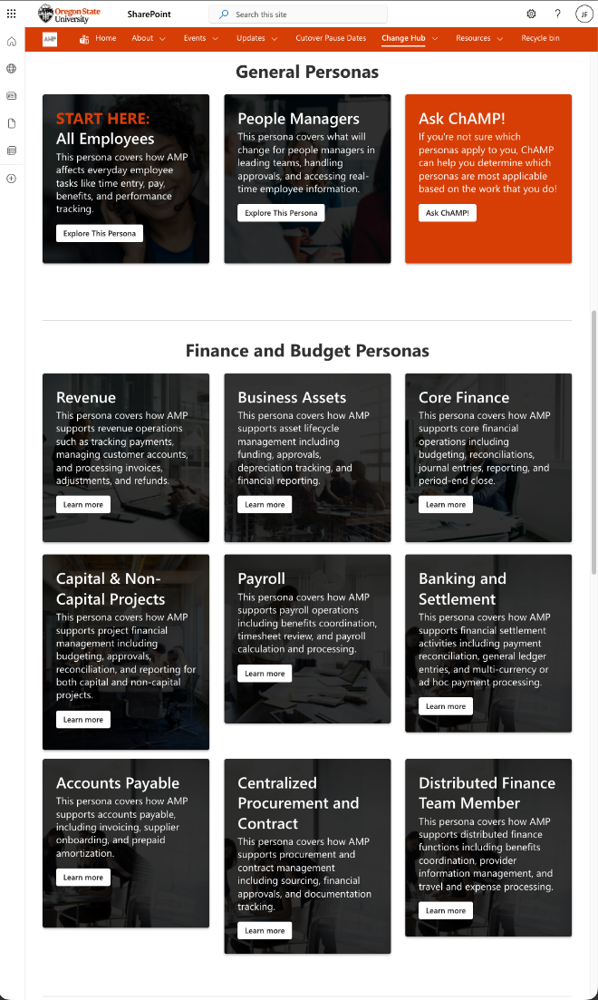 Oregon State
University
SharePoint
Search this site
?
JF
AMP
Home
About
Events
Updates
Cutover Pause Dates
Change Hub
Resources
Recycle bin
General Personas
START HERE:
All Employees
This persona covers how AMP
affects everyday employee
tasks like time entry, pay,
benefits, and performance
tracking.
Explore This Persona
People Managers
This persona covers what will
change for people managers in
leading teams, handling
approvals, and accessing real-
time employee information.
Explore This Persona
Ask ChAMP!
If you're not sure which
personas apply to you, ChAMP
can help you determine which
personas are most applicable
based on the work that you do!
Ask ChAMP!
Finance and Budget Personas
Revenue
This persona covers how AMP
supports revenue operations
such as tracking payments,
managing customer accounts,
and processing invoices,
adjustments, and refunds.
Learn more
Business Assets
This persona covers how AMP
supports asset lifecycle
management including
funding, approvals,
depreciation tracking, and
financial reporting.
Learn more
Core Finance
This persona covers how AMP
supports core financial
operations including
budgeting, reconciliations,
journal entries, reporting, and
period-end close.
Learn more
Capital & Non-
Capital Projects
This persona covers how AMP
supports project financial
management including
budgeting, approvals,
reconciliation, and reporting for
both capital and non-capital
projects.
Learn more
Payroll
This persona covers how AMP
supports payroll operations
including benefits coordination,
timesheet review, and payroll
calculation and processing.
Learn more
Banking and
Settlement
This persona covers how AMP
supports financial settlement
activities including payment
reconciliation, general ledger
entries, and multi-currency or
ad hoc payment processing.
Learn more
Accounts Payable
This persona covers how AMP
supports accounts payable,
including invoicing, supplier
onboarding, and prepaid
amortization.
Learn more
Centralized
Procurement and
Contract
This persona covers how AMP
supports procurement and
contract management
including sourcing, financial
approvals, and documentation
tracking.
Learn more
Distributed Finance
Team Member
This persona covers how AMP
supports distributed finance
functions including benefits
coordination, provider
information management, and
travel and expense processing.
Learn more